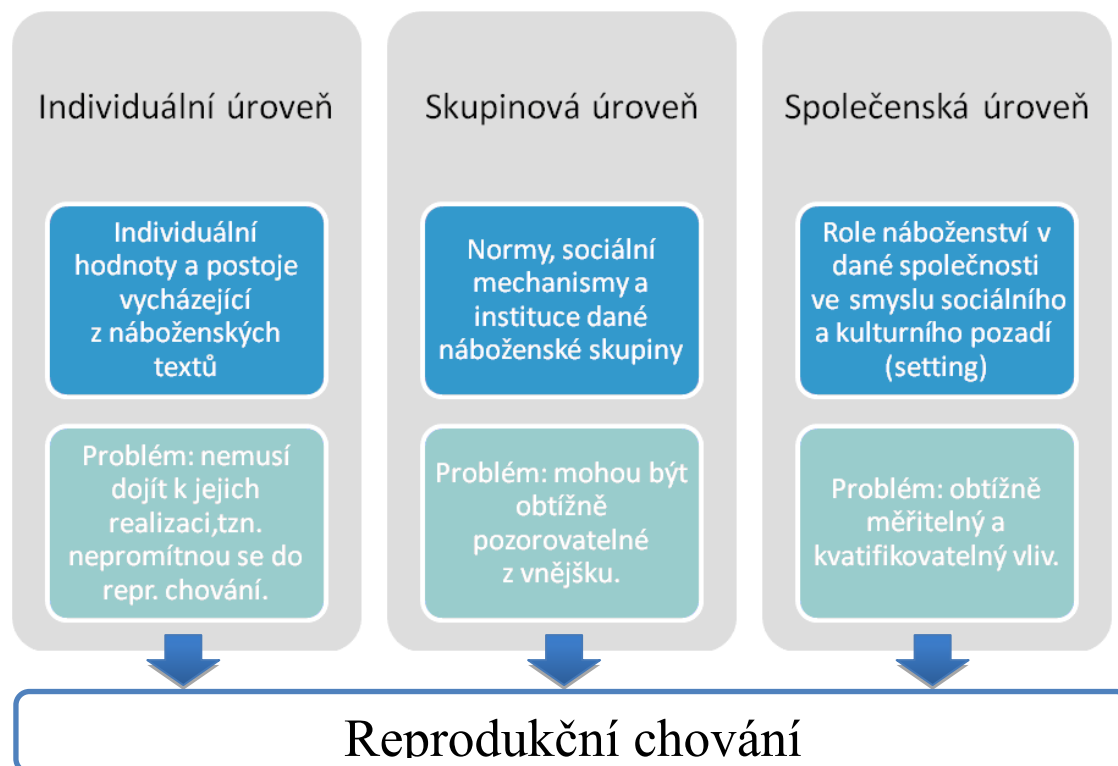 Individuální úroveň
Individuální
hodnoty a postoje
vycházející
z náboženských
textů
Problém: nemusí
dojít k jejich
realizaci,tzn.
nepromítnou se do
repr. chování.
Skupinová úroveň
Normy, sociální
mechanismy a
instituce dané
náboženské skupiny
Problém: mohou být
obtížně
pozorovatelné
z vnějšku.
Společenská úroveň
Role náboženství v
dané společnosti
ve smyslu sociálního
a kulturního pozadí
(setting)
Problém: obtížně
měřitelný a
kvatifikovatelný vliv.
Reprodukční chování